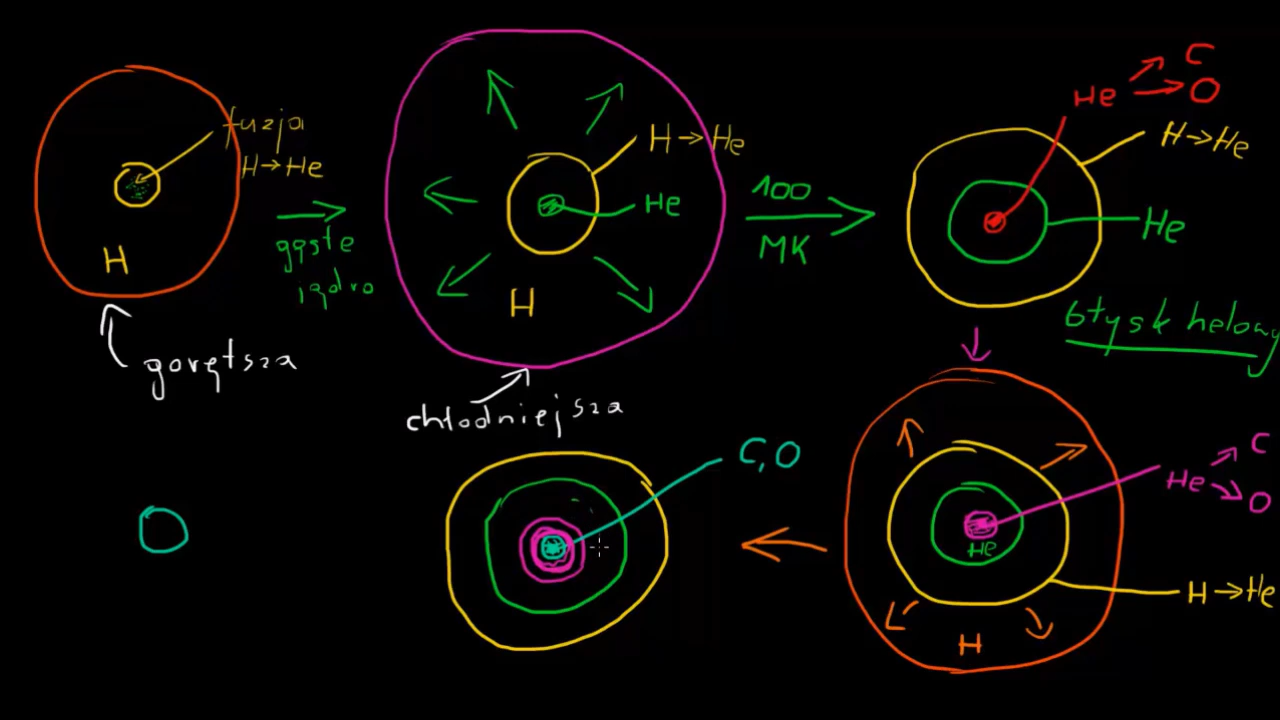 fuzja
H→He
H
gęste
jądro
gorętsza
H→He
He
H
chłodniejsza
100
MK
He
C
O
H→He
He
błysk helowy
He
C
O
He
H→He
H
C,O